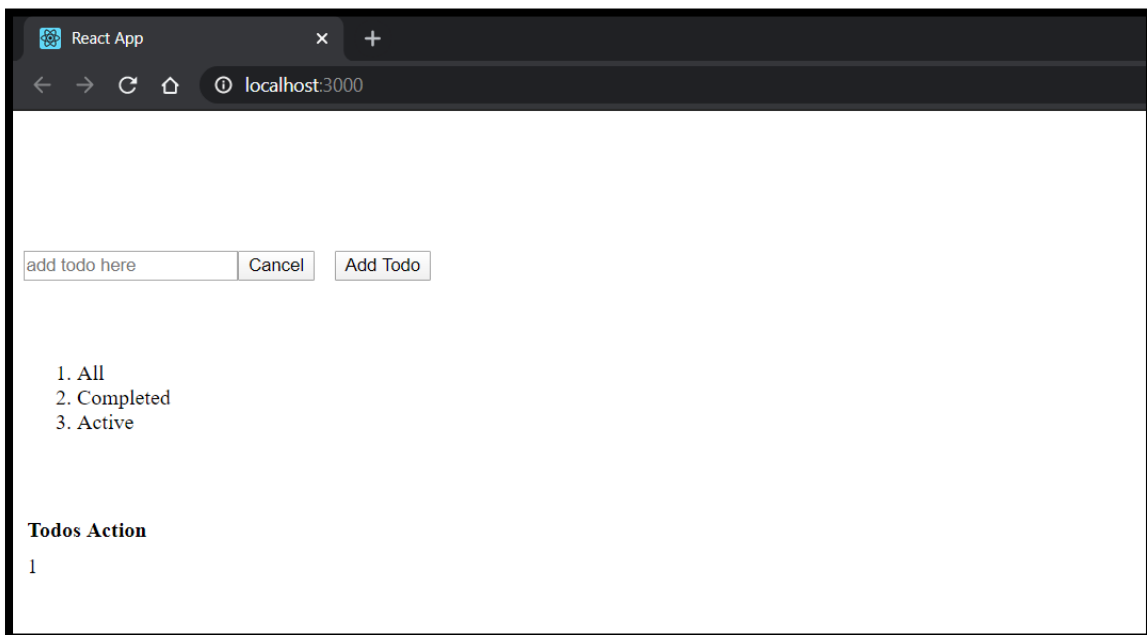 React App
localhost:3000
add todo here Cancel Add Todo
1. All
2. Completed
3. Active
Todos Action
1